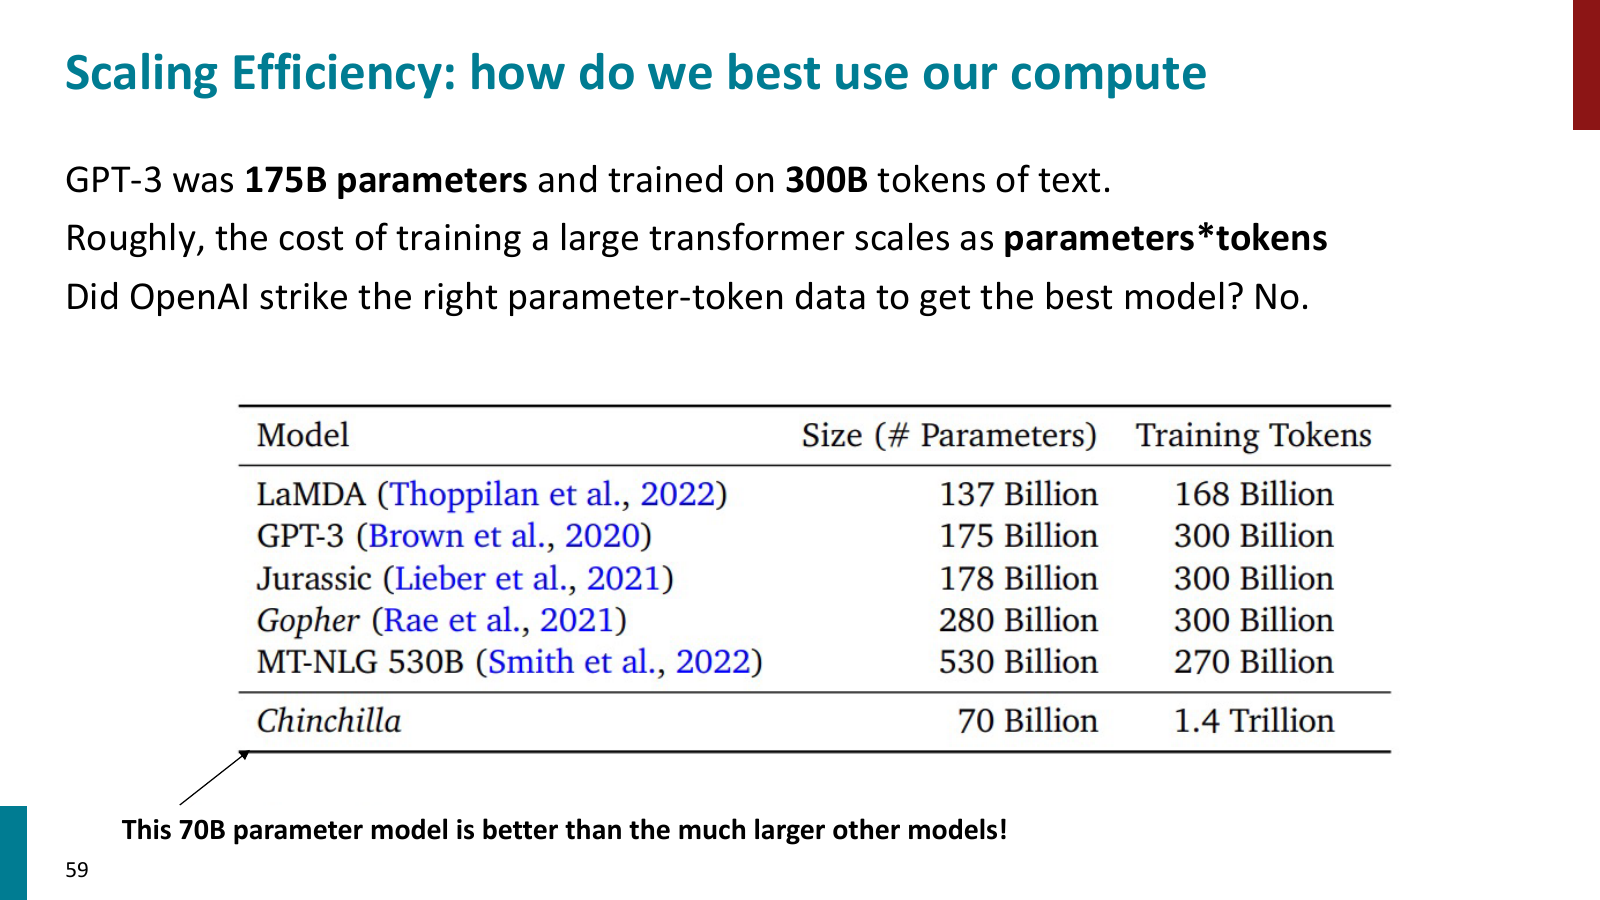 Scaling Efficiency: how do we best use our compute
GPT-3 was 175B parameters and trained on 300B tokens of text.
Roughly, the cost of training a large transformer scales as parameters*tokens
Did OpenAI strike the right parameter-token data to get the best model? No.
Model Size (# Parameters) Training Tokens
LaMDA (Thoppilan et al., 2022) 137 Billion 168 Billion
GPT-3 (Brown et al., 2020) 175 Billion 300 Billion
Jurassic (Lieber et al., 2021) 178 Billion 300 Billion
Gopher (Rae et al., 2021) 280 Billion 300 Billion
MT-NLG 530B (Smith et al., 2022) 530 Billion 270 Billion
Chinchilla 70 Billion 1.4 Trillion
This 70B parameter model is better than the much larger other models!
59